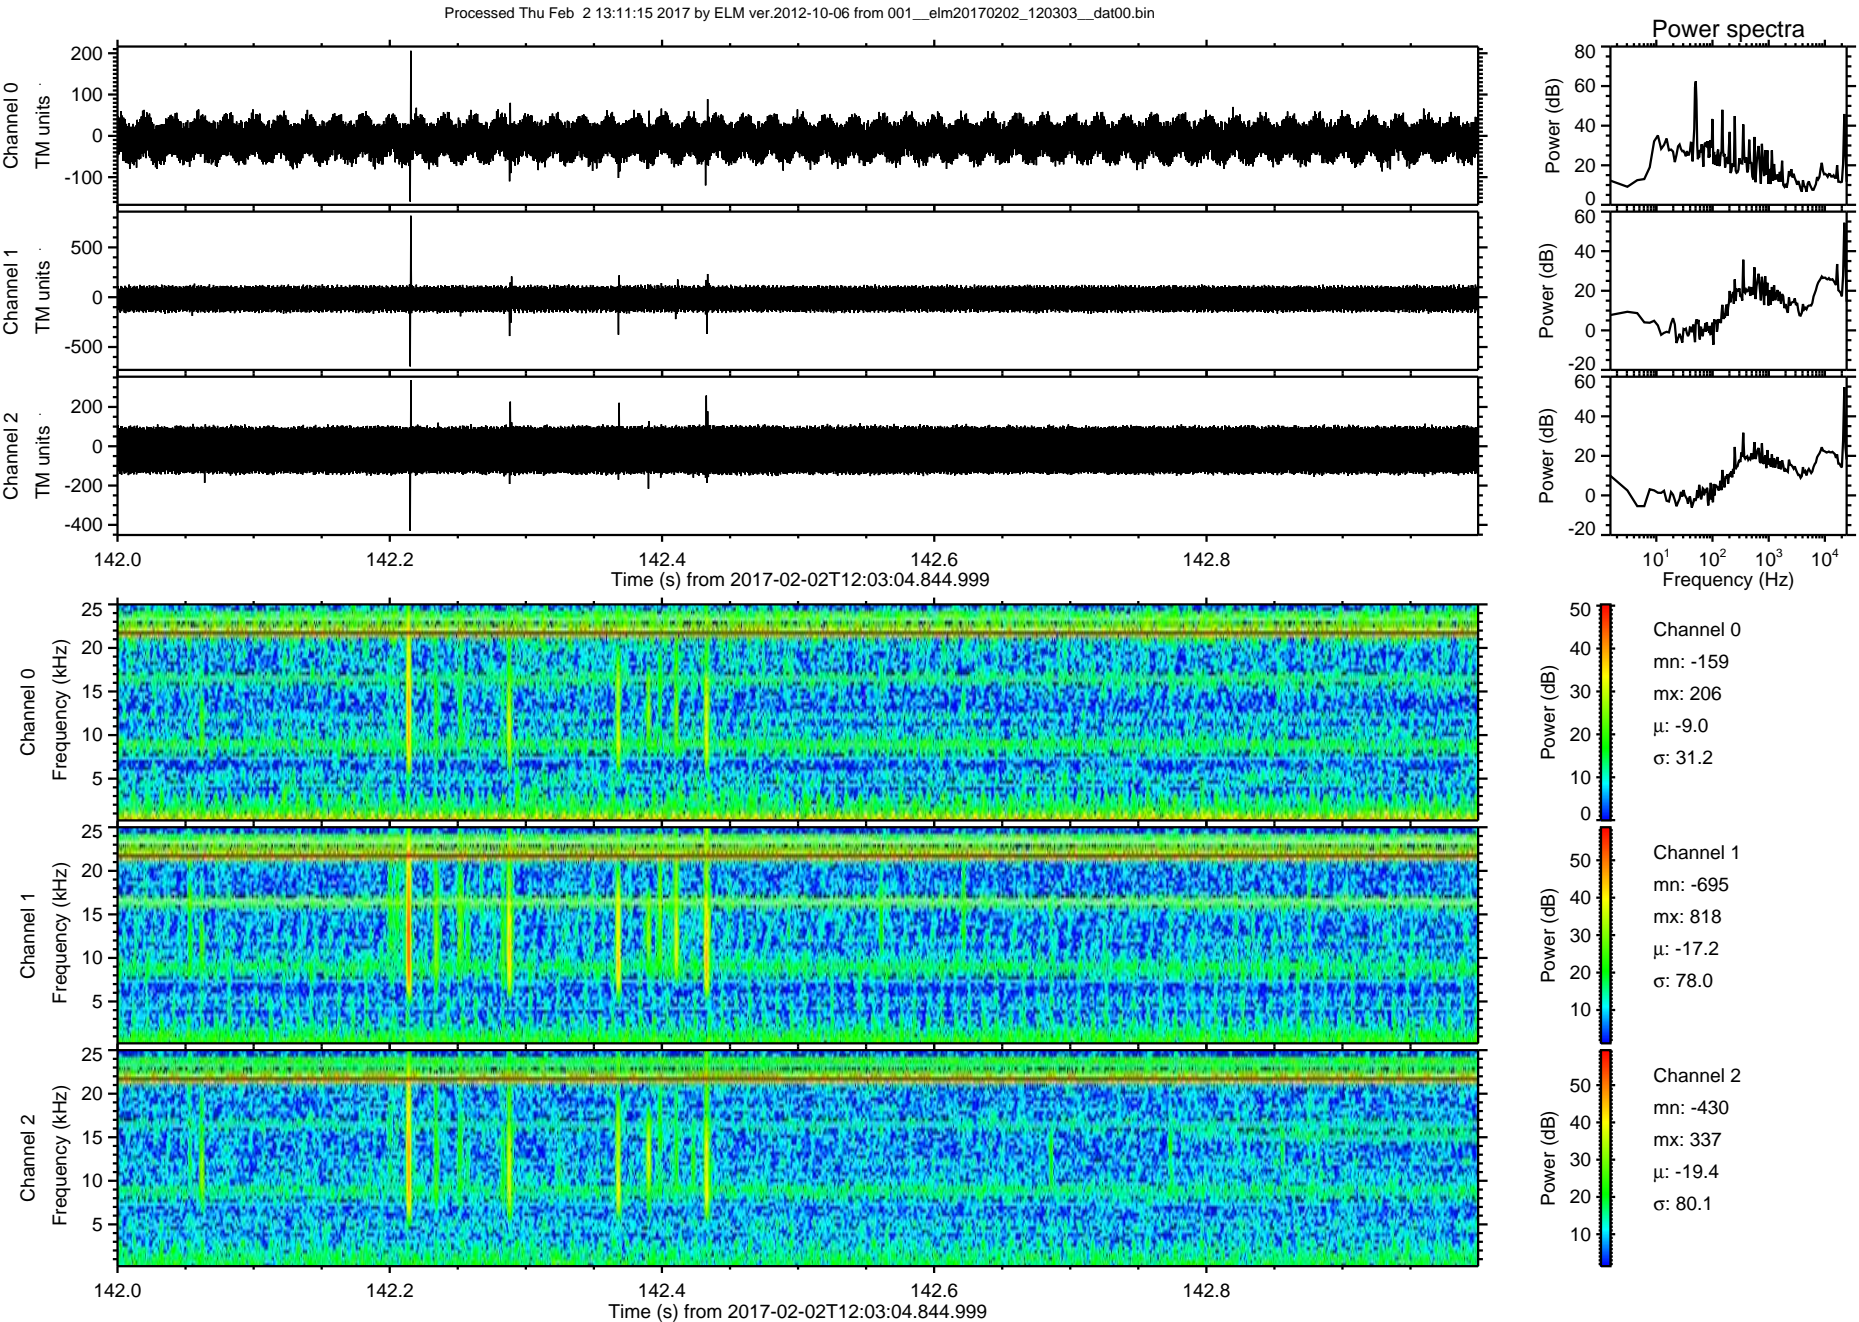 Processed Thu Feb  2 13:11:15 2017 by ELM ver.2012-10-06 from 001__elm20170202_120303__dat00.bin
Power spectra
Channel 0
TM units
200
100
0
-100
Power (dB)
80
60
40
20
0
Channel 1
TM units
500
0
-500
Power (dB)
60
40
20
0
-20
Channel 2
TM units
200
0
-200
-400
Power (dB)
60
40
20
0
-20
142.0 142.2 142.4 142.6 142.8
Time (s) from 2017-02-02T12:03:04.844.999
10¹ 10² 10³ 10⁴
Frequency (Hz)
Channel 0
Frequency (kHz)
25
20
15
10
5
Power (dB)
50
40
30
20
10
0
Channel 0
mn: -159
mx: 206
μ: -9.0
σ: 31.2
Channel 1
Frequency (kHz)
25
20
15
10
5
Power (dB)
50
40
30
20
10
Channel 1
mn: -695
mx: 818
μ: -17.2
σ: 78.0
Channel 2
Frequency (kHz)
25
20
15
10
5
Power (dB)
50
40
30
20
10
Channel 2
mn: -430
mx: 337
μ: -19.4
σ: 80.1
142.0 142.2 142.4 142.6 142.8
Time (s) from 2017-02-02T12:03:04.844.999